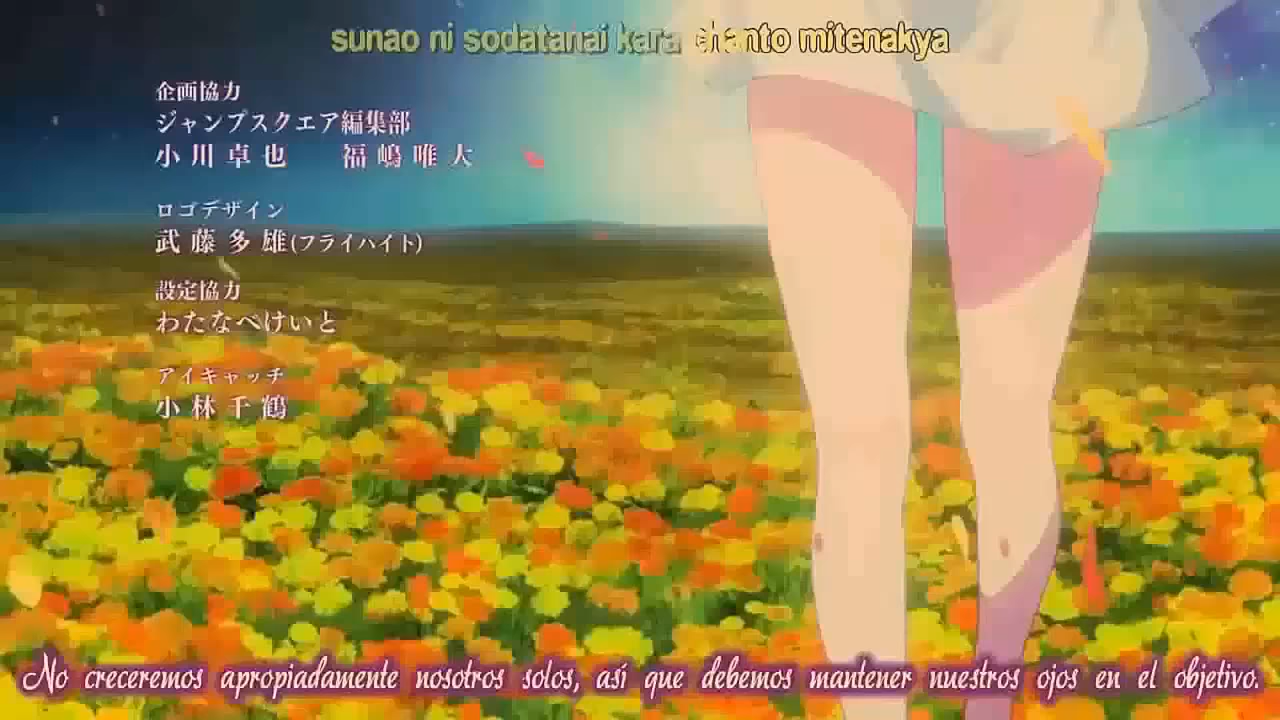 sunao ni sodatanai kara chanto mitenakya
企画協力
ジャンプスクエア編集部
小川卓也　福嶋唯大
ロゴデザイン
武藤多雄(フライハイト)
設定協力
わたなべけいと
アイキャッチ
小林千鶴
No creceremos apropiadamente nosotros solos, así que debemos mantener nuestros ojos en el objetivo.